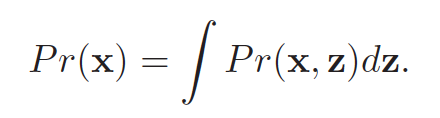 Pr(𝐱) = ∫ Pr(𝐱, 𝐳)d𝐳.